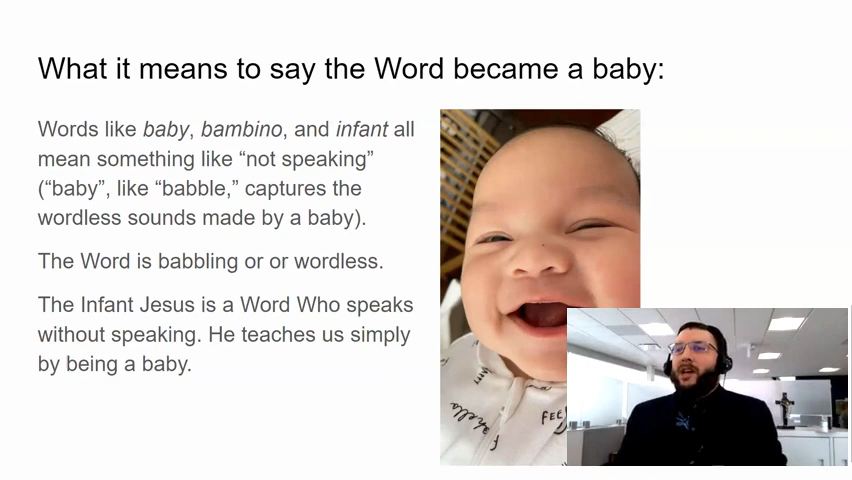 What it means to say the Word became a baby:
Words like baby, bambino, and infant all
mean something like “not speaking”
(“baby”, like “babble,” captures the
wordless sounds made by a baby).
The Word is babbling or or wordless.
The Infant Jesus is a Word Who speaks
without speaking. He teaches us simply
by being a baby.